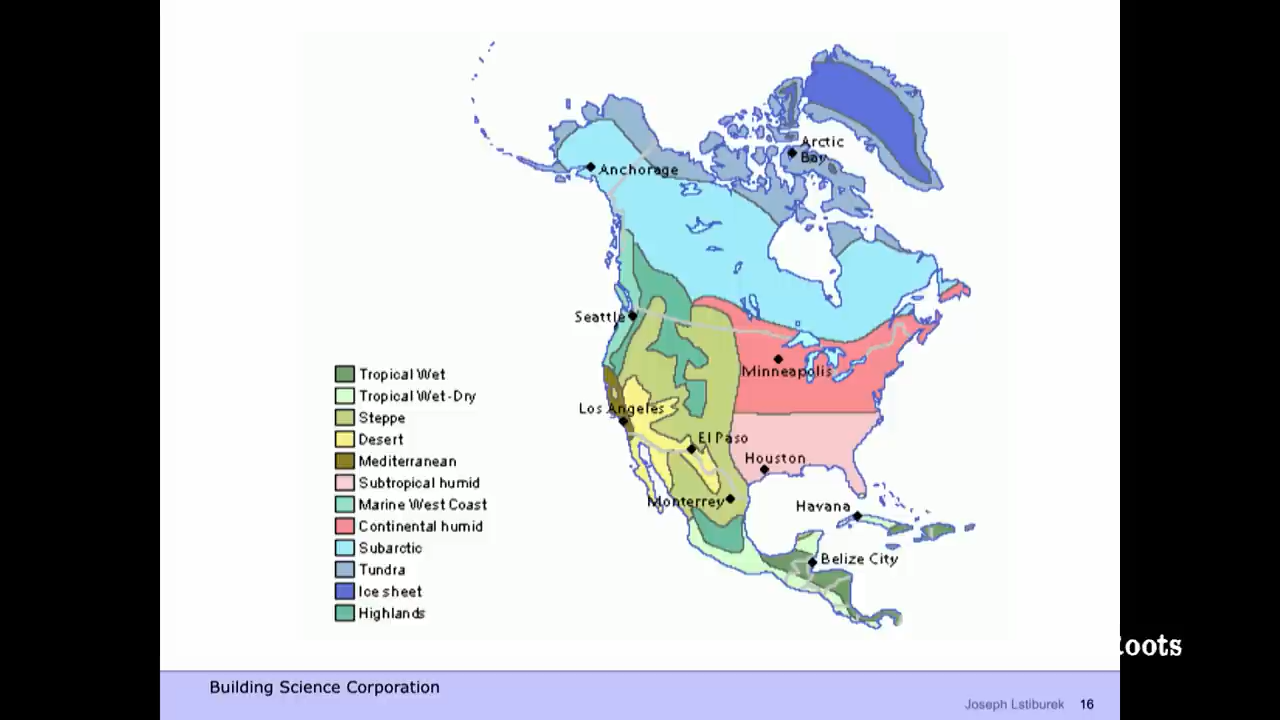 Arctic
Bay
Anchorage
Seattle
Minneapolis
Los Angeles
El Paso
Houston
Monterrey
Havana
Belize City
Tropical Wet
Tropical Wet-Dry
Steppe
Desert
Mediterranean
Subtropical humid
Marine West Coast
Continental humid
Subarctic
Tundra
Ice sheet
Highlands
Building Science Corporation
Joseph Lstiburek 16